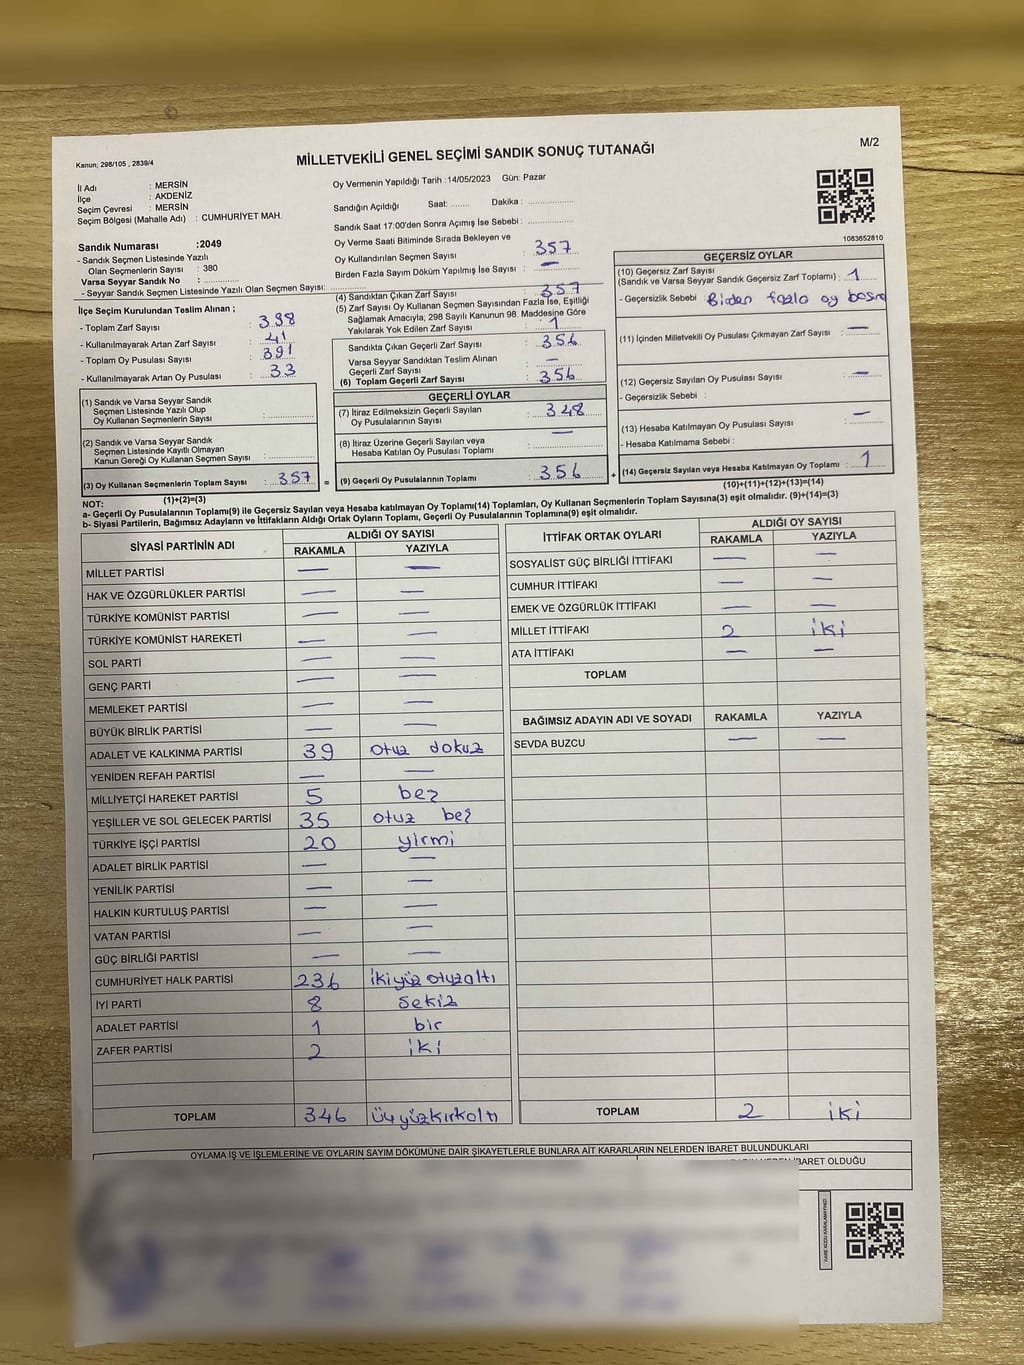 Kanun; 298/105 , 2839/4
MİLLETVEKİLİ GENEL SEÇİMİ SANDIK SONUÇ TUTANAĞI
M/2
İl Adı : MERSİN
İlçe : AKDENİZ
Seçim Çevresi : MERSİN
Seçim Bölgesi (Mahalle Adı) : CUMHURİYET MAH.
Oy Vermenin Yapıldığı Tarih :14/05/2023 Gün: Pazar
Sandığın Açıldığı Saat: ........ Dakika : ................
Sandık Saat 17:00'den Sonra Açımış İse Sebebi : ................
1083652810
Sandık Numarası :2049
- Sandık Seçmen Listesinde Yazılı
Olan Seçmenlerin Sayısı : 380
Varsa Seyyar Sandık No : ................
- Seyyar Sandık Seçmen Listesinde Yazılı Olan Seçmen Sayısı: ................
Oy Verme Saati Bitiminde Sırada Bekleyen ve
Oy Kullandırılan Seçmen Sayısı : 357
Birden Fazla Sayım Döküm Yapılmış İse Sayısı : —
İlçe Seçim Kurulundan Teslim Alınan ;
- Toplam Zarf Sayısı : 398
- Kullanılmayarak Artan Zarf Sayısı : 41
- Toplam Oy Pusulası Sayısı : 391
- Kullanılmayarak Artan Oy Pusulası : 33
(4) Sandıktan Çıkan Zarf Sayısı : 357
(5) Zarf Sayısı Oy Kullanan Seçmen Sayısından Fazla İse, Eşitliği
Sağlamak Amacıyla, 298 Sayılı Kanunun 98. Maddesine Göre
Yakılarak Yok Edilen Zarf Sayısı : 1
Sandıkta Çıkan Geçerli Zarf Sayısı : 356
Varsa Seyyar Sandıktan Teslim Alınan
Geçerli Zarf Sayısı : —
(6) Toplam Geçerli Zarf Sayısı : 356
GEÇERSİZ OYLAR
(10) Geçersiz Zarf Sayısı
(Sandık ve Varsa Seyyar Sandık Geçersiz Zarf Toplamı) : 1
- Geçersizlik Sebebi : Biden fazla oy
(11) İçinden Milletvekili Oy Pusulası Çıkmayan Zarf Sayısı : —
(12) Geçersiz Sayılan Oy Pusulası Sayısı : —
- Geçersizlik Sebebi :
(13) Hesaba Katılmayan Oy Pusulası Sayısı : —
- Hesaba Katılmama Sebebi :
(14) Geçersiz Sayılan veya Hesaba Katılmayan Oy Toplamı : 1
(10)+(11)+(12)+(13)=(14)
(1) Sandık ve Varsa Seyyar Sandık
Seçmen Listesinde Yazılı Olup
Oy Kullanan Seçmenlerin Sayısı : ................
(2) Sandık ve Varsa Seyyar Sandık
Seçmen Listesinde Kayıtlı Olmayan
Kanun Gereği Oy Kullanan Seçmen Sayısı : ................
(3) Oy Kullanan Seçmenlerin Toplam Sayısı : 357 =
(1)+(2)=(3)
GEÇERLİ OYLAR
(7) İtiraz Edilmeksizin Geçerli Sayılan
Oy Pusulalarının Sayısı : 348
(8) İtiraz Üzerine Geçerli Sayılan veya
Hesaba Katılan Oy Pusulası Toplamı : —
(9) Geçerli Oy Pusulalarının Toplamı : 356 +
NOT:
a- Geçerli Oy Pusulalarının Toplamı(9) ile Geçersiz Sayılan veya Hesaba katılmayan Oy Toplamı(14) Toplamları, Oy Kullanan Seçmenlerin Toplam Sayısına(3) eşit olmalıdır. (9)+(14)=(3)
b- Siyasi Partilerin, Bağımsız Adayların ve İttifakların Aldığı Ortak Oyların Toplamı, Geçerli Oy Pusulalarının Toplamına(9) eşit olmalıdır.
SİYASİ PARTİNİN ADI ALDIĞI OY SAYISI
RAKAMLA YAZIYLA
MİLLET PARTİSİ — —
HAK VE ÖZGÜRLÜKLER PARTİSİ — —
TÜRKİYE KOMÜNİST PARTİSİ — —
TÜRKİYE KOMÜNİST HAREKETİ — —
SOL PARTİ — —
GENÇ PARTİ — —
MEMLEKET PARTİSİ — —
BÜYÜK BİRLİK PARTİSİ — —
ADALET VE KALKINMA PARTİSİ 39 otuz dokuz
YENİDEN REFAH PARTİSİ — —
MİLLİYETÇİ HAREKET PARTİSİ 5 beş
YEŞİLLER VE SOL GELECEK PARTİSİ 35 otuz beş
TÜRKİYE İŞÇİ PARTİSİ 20 yirmi
ADALET BİRLİK PARTİSİ — —
YENİLİK PARTİSİ — —
HALKIN KURTULUŞ PARTİSİ — —
VATAN PARTİSİ — —
GÜÇ BİRLİĞİ PARTİSİ — —
CUMHURİYET HALK PARTİSİ 236 ikiyüz otuzaltı
İYİ PARTİ 8 Sekiz
ADALET PARTİSİ 1 bir
ZAFER PARTİSİ 2 iki
TOPLAM 346 üçyüzkırkaltı
İTTİFAK ORTAK OYLARI ALDIĞI OY SAYISI
RAKAMLA YAZIYLA
SOSYALİST GÜÇ BİRLİĞİ İTTİFAKI — —
CUMHUR İTTİFAKI — —
EMEK VE ÖZGÜRLÜK İTTİFAKI — —
MİLLET İTTİFAKI 2 iki
ATA İTTİFAKI — —
TOPLAM
BAĞIMSIZ ADAYIN ADI VE SOYADI RAKAMLA YAZIYLA
SEVDA BUZCU — —
TOPLAM 2 iki
OYLAMA İŞ VE İŞLEMLERİNE VE OYLARIN SAYIM DÖKÜMÜNE DAİR ŞİKAYETLERLE BUNLARA AİT KARARLARIN NELERDEN İBARET BULUNDUKLARI
İBARET OLDUĞU